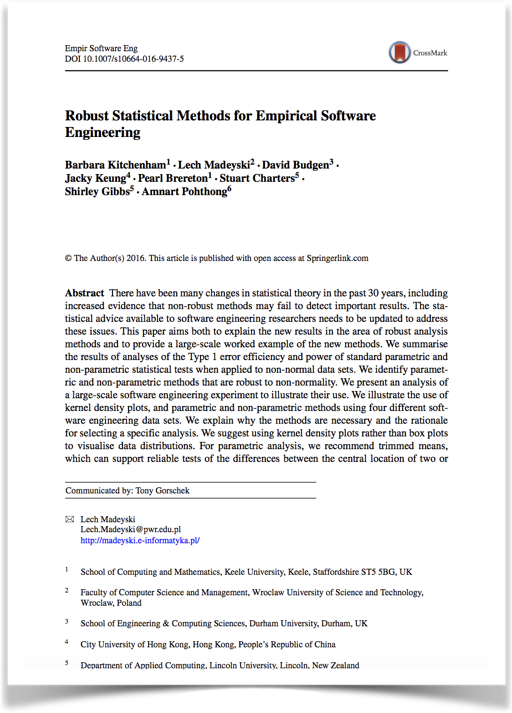 Empir Software Eng
DOI 10.1007/s10664-016-9437-5
CrossMark
Robust Statistical Methods for Empirical Software
Engineering
Barbara Kitchenham1 · Lech Madeyski2 · David Budgen3 ·
Jacky Keung4 · Pearl Brereton1 · Stuart Charters5 ·
Shirley Gibbs5 · Amnart Pohthong6
© The Author(s) 2016. This article is published with open access at Springerlink.com
Abstract There have been many changes in statistical theory in the past 30 years, including
increased evidence that non-robust methods may fail to detect important results. The sta-
tistical advice available to software engineering researchers needs to be updated to address
these issues. This paper aims both to explain the new results in the area of robust analysis
methods and to provide a large-scale worked example of the new methods. We summarise
the results of analyses of the Type 1 error efficiency and power of standard parametric and
non-parametric statistical tests when applied to non-normal data sets. We identify paramet-
ric and non-parametric methods that are robust to non-normality. We present an analysis of
a large-scale software engineering experiment to illustrate their use. We illustrate the use of
kernel density plots, and parametric and non-parametric methods using four different soft-
ware engineering data sets. We explain why the methods are necessary and the rationale
for selecting a specific analysis. We suggest using kernel density plots rather than box plots
to visualise data distributions. For parametric analysis, we recommend trimmed means,
which can support reliable tests of the differences between the central location of two or
Communicated by: Tony Gorschek
✉ Lech Madeyski
Lech.Madeyski@pwr.edu.pl
http://madeyski.e-informatyka.pl/
1 School of Computing and Mathematics, Keele University, Keele, Staffordshire ST5 5BG, UK
2 Faculty of Computer Science and Management, Wroclaw University of Science and Technology,
Wroclaw, Poland
3 School of Engineering & Computing Sciences, Durham University, Durham, UK
4 City University of Hong Kong, Hong Kong, People's Republic of China
5 Department of Applied Computing, Lincoln University, Lincoln, New Zealand